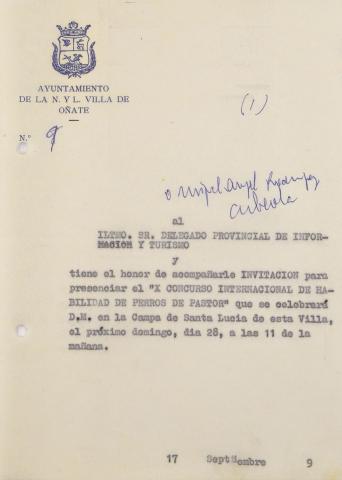 AYUNTAMIENTO
DE LA N. Y L. VILLA DE
OÑATE
N.º 9
(1)
Miguel Angel
al
ILTMO. SR. DELEGADO PROVINCIAL DE INFOR-
MACION Y TURISMO
y
tiene el honor de acompañarle INVITACION para
presenciar el "X CONCURSO INTERNACIONAL DE HA-
BILIDAD DE PERROS DE PASTOR" que se celebrará
D.M. en la Campa de Santa Lucia de esta Villa,
el próximo domingo, dia 28, a las 11 de la
mañana.
17 Septiembre 9